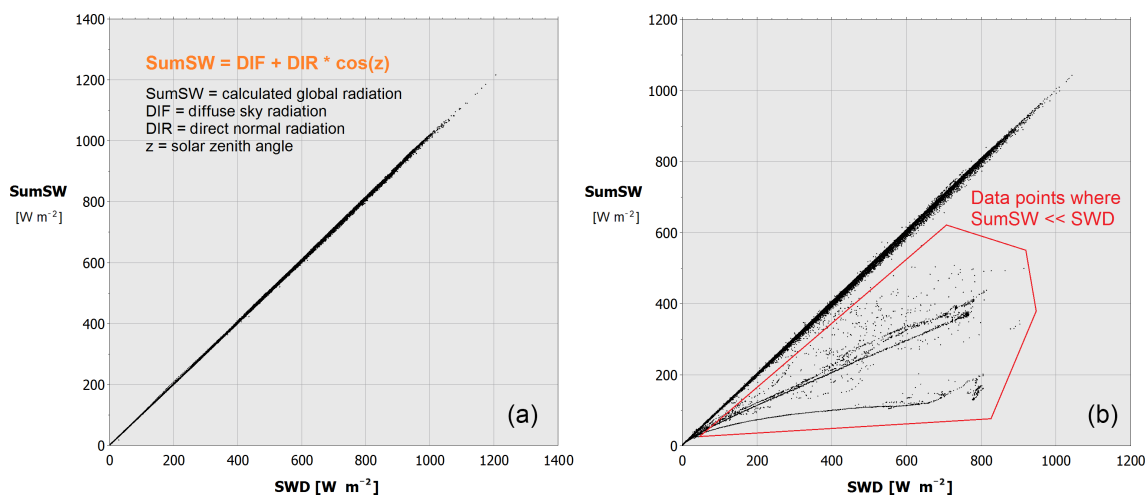 1400
1200
1000
800
600
400
200
0
SumSW
[W m⁻²]
SumSW = DIF + DIR * cos(z)
SumSW = calculated global radiation
DIF = diffuse sky radiation
DIR = direct normal radiation
z = solar zenith angle
(a)
0 200 400 600 800 1000 1200 1400
SWD [W m⁻²]
1200
1000
800
600
400
200
0
SumSW
[W m⁻²]
Data points where
SumSW << SWD
(b)
0 200 400 600 800 1000 1200
SWD [W m⁻²]